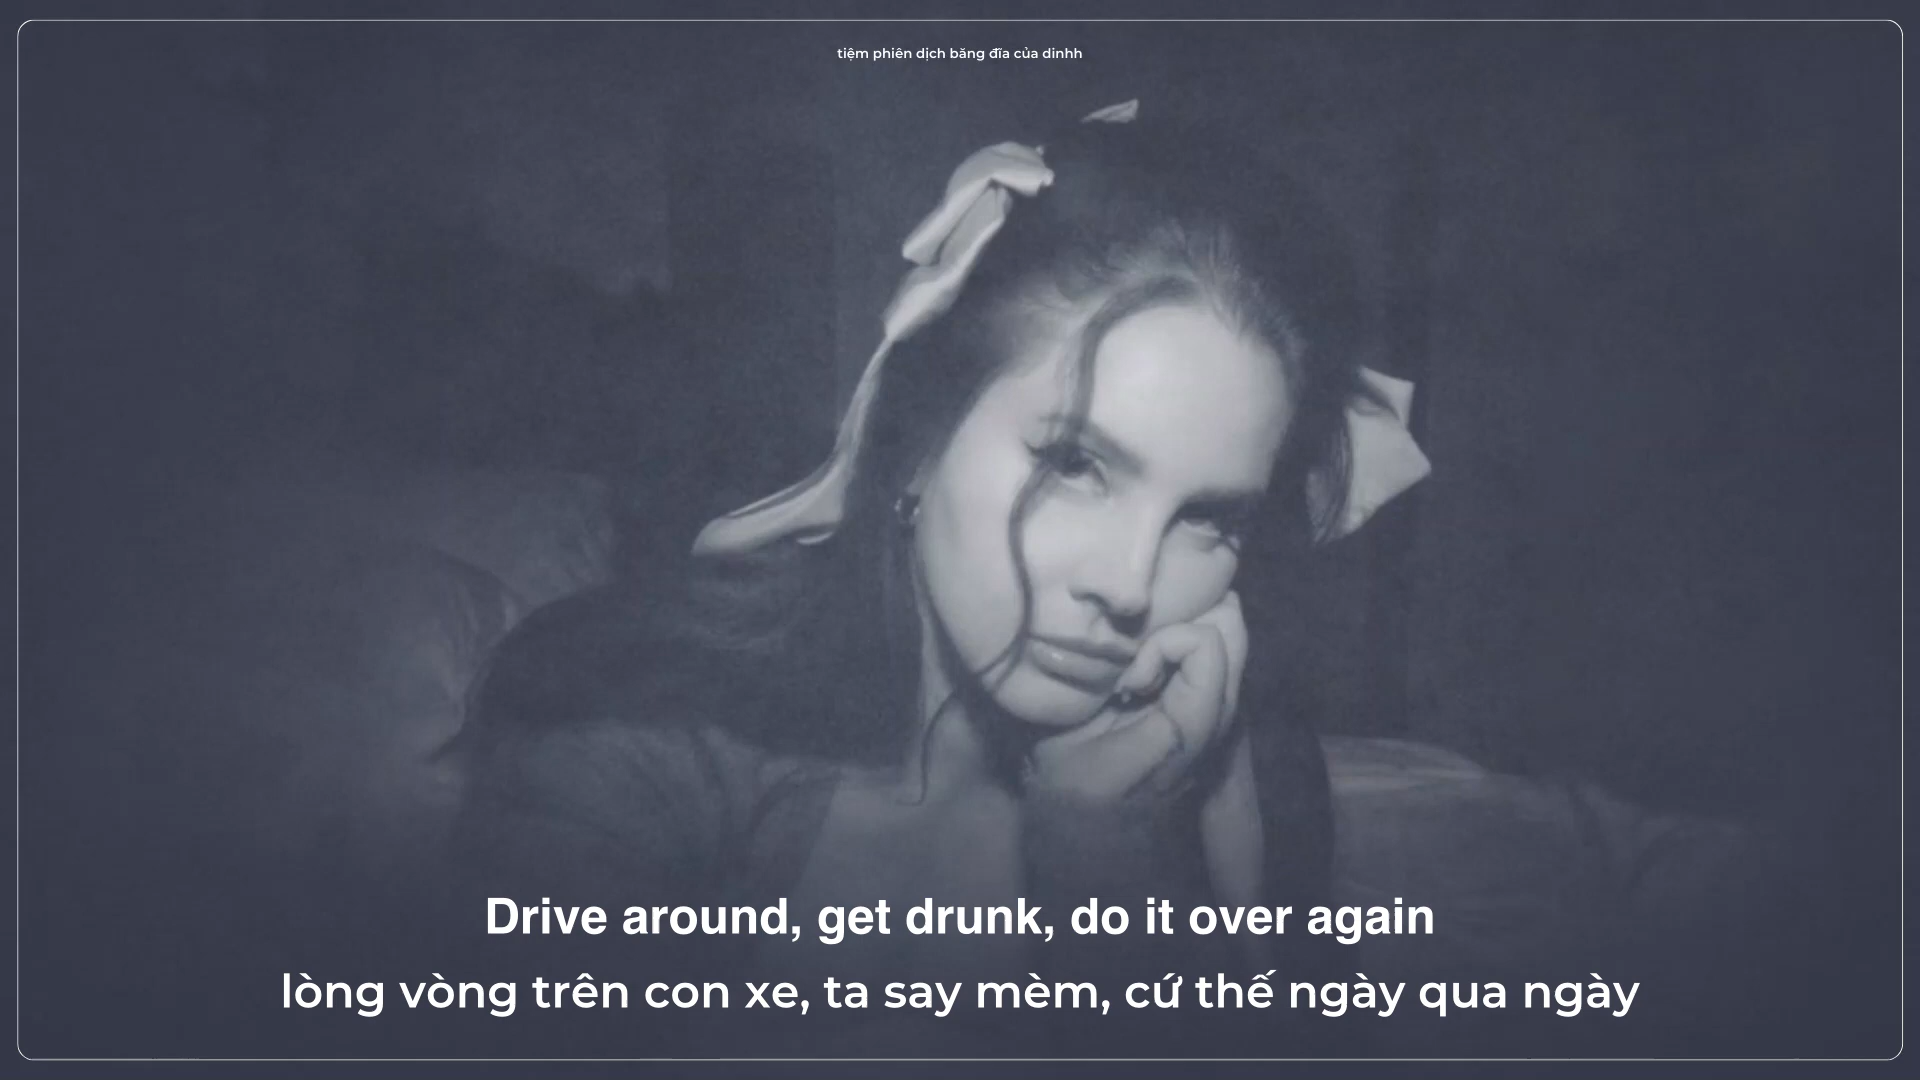 tiệm phiên dịch băng đĩa của dinhh
Drive around, get drunk, do it over again
lòng vòng trên con xe, ta say mèm, cứ thế ngày qua ngày